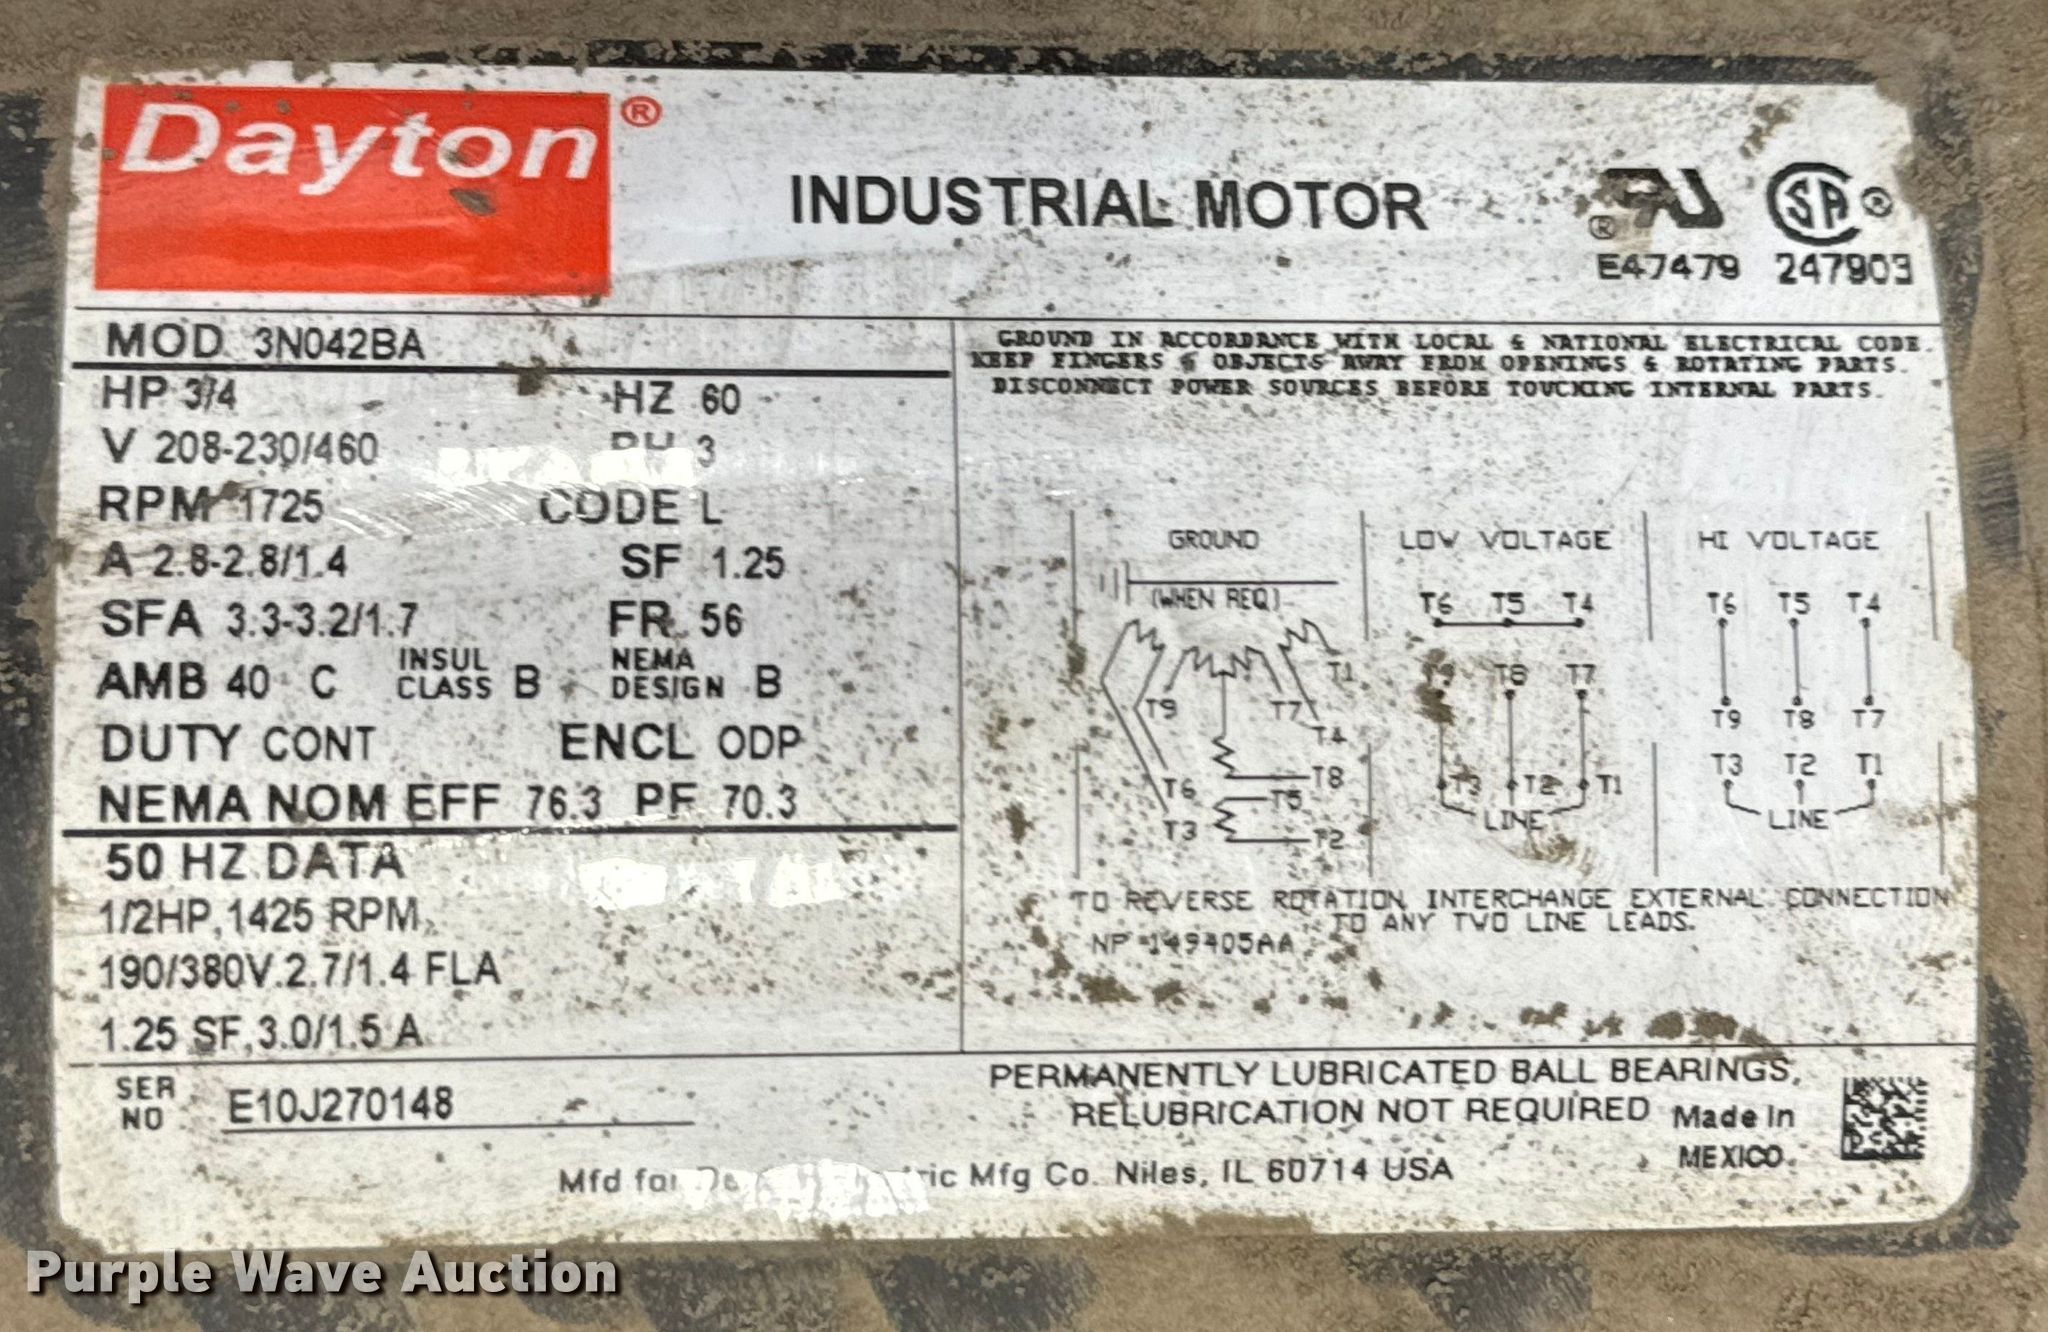 Dayton®
INDUSTRIAL MOTOR
E47479 247903
MOD 3N042BA
HP 3/4 HZ 60
V 208-230/460 PH 3
RPM 1725 CODE L
A 2.8-2.8/1.4 SF 1.25
SFA 3.3-3.2/1.7 FR 56
AMB 40 C INSUL CLASS B NEMA DESIGN B
DUTY CONT ENCL ODP
NEMA NOM EFF 76.3 PF 70.3
50 HZ DATA
1/2HP, 1425 RPM,
190/380V.2.7/1.4 FLA
1.25 SF,3.0/1.5 A
GROUND IN ACCORDANCE WITH LOCAL & NATIONAL ELECTRICAL CODE.
KEEP FINGERS & OBJECTS AWAY FROM OPENINGS & ROTATING PARTS.
DISCONNECT POWER SOURCES BEFORE TOUCHING INTERNAL PARTS.
GROUND
(WHEN REQ)
T1
T9 T7
T4
T8
T6 T5
T3 T2
LOW VOLTAGE
T6 T5 T4
T9 T8 T7
T3 T2 T1
LINE
HI VOLTAGE
T6 T5 T4
T9 T8 T7
T3 T2 T1
LINE
TO REVERSE ROTATION, INTERCHANGE EXTERNAL CONNECTION
TO ANY TWO LINE LEADS.
NP 149405AA
SER NO E10J270148
PERMANENTLY LUBRICATED BALL BEARINGS,
RELUBRICATION NOT REQUIRED
Made In
MEXICO.
Mfd for Mfg Co. Niles, IL 60714 USA
Purple Wave Auction